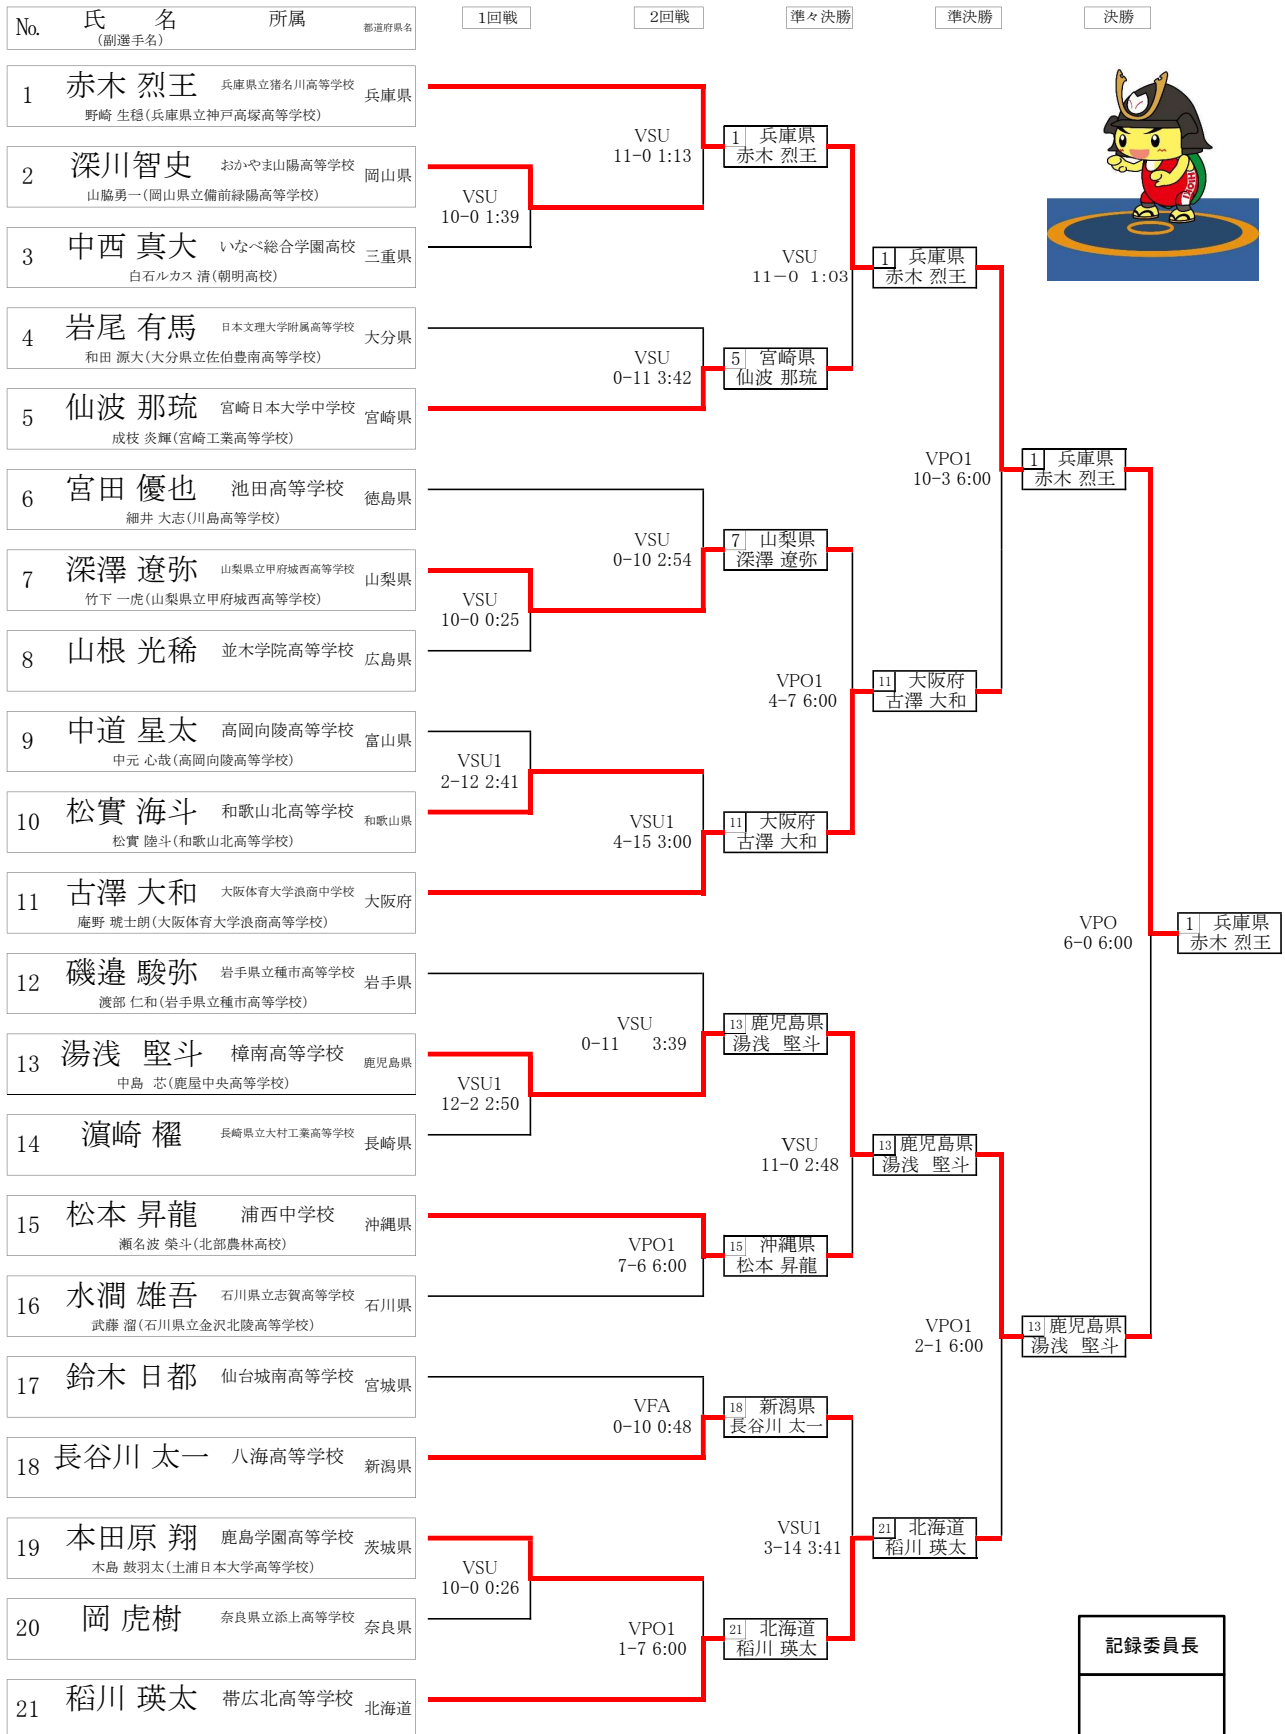 No. 氏 名 所属 都道府県名 1回戦 2回戦 準々決勝 準決勝 決勝
(副選手名)
1 赤木 烈王 兵庫県立猪名川高等学校 兵庫県
野崎 生穏(兵庫県立神戸高塚高等学校)
2 深川智史 おかやま山陽高等学校 岡山県
山脇勇一(岡山県立備前緑陽高等学校)
3 中西 真大 いなべ総合学園高校 三重県
白石ルカス 清(朝明高校)
4 岩尾 有馬 日本文理大学附属高等学校 大分県
和田 源大(大分県立佐伯豊南高等学校)
5 仙波 那琉 宮崎日本大学中学校 宮崎県
成枝 炎輝(宮崎工業高等学校)
6 宮田 優也 池田高等学校 徳島県
細井 大志(川島高等学校)
7 深澤 遼弥 山梨県立甲府城西高等学校 山梨県
竹下 一虎(山梨県立甲府城西高等学校)
8 山根 光稀 並木学院高等学校 広島県
9 中道 星太 高岡向陵高等学校 富山県
中元 心哉(高岡向陵高等学校)
10 松實 海斗 和歌山北高等学校 和歌山県
松實 陸斗(和歌山北高等学校)
11 古澤 大和 大阪体育大学浪商中学校 大阪府
庵野 琥士朗(大阪体育大学浪商高等学校)
12 磯邉 駿弥 岩手県立種市高等学校 岩手県
渡部 仁和(岩手県立種市高等学校)
13 湯浅 堅斗 樟南高等学校 鹿児島県
中島 芯(鹿屋中央高等学校)
14 濵崎 櫂 長崎県立大村工業高等学校 長崎県
15 松本 昇龍 浦西中学校 沖縄県
瀬名波 榮斗(北部農林高校)
16 水澗 雄吾 石川県立志賀高等学校 石川県
武藤 溜(石川県立金沢北陵高等学校)
17 鈴木 日都 仙台城南高等学校 宮城県
18 長谷川 太一 八海高等学校 新潟県
19 本田原 翔 鹿島学園高等学校 茨城県
木島 鼓羽太(土浦日本大学高等学校)
20 岡 虎樹 奈良県立添上高等学校 奈良県
21 稻川 瑛太 帯広北高等学校 北海道
VSU
10-0 1:39
VSU
10-0 0:25
VSU1
2-12 2:41
VSU1
12-2 2:50
VSU
10-0 0:26
VSU
11-0 1:13
VSU
0-11 3:42
VSU
0-10 2:54
VSU1
4-15 3:00
VSU
0-11 3:39
VPO1
7-6 6:00
VFA
0-10 0:48
VPO1
1-7 6:00
1 兵庫県
赤木 烈王
5 宮崎県
仙波 那琉
7 山梨県
深澤 遼弥
11 大阪府
古澤 大和
13 鹿児島県
湯浅 堅斗
15 沖縄県
松本 昇龍
18 新潟県
長谷川 太一
21 北海道
稻川 瑛太
VSU
11-0 1:03
VPO1
4-7 6:00
VSU
11-0 2:48
VSU1
3-14 3:41
1 兵庫県
赤木 烈王
11 大阪府
古澤 大和
13 鹿児島県
湯浅 堅斗
21 北海道
稻川 瑛太
VPO1
10-3 6:00
VPO1
2-1 6:00
1 兵庫県
赤木 烈王
13 鹿児島県
湯浅 堅斗
VPO
6-0 6:00
1 兵庫県
赤木 烈王
記録委員長